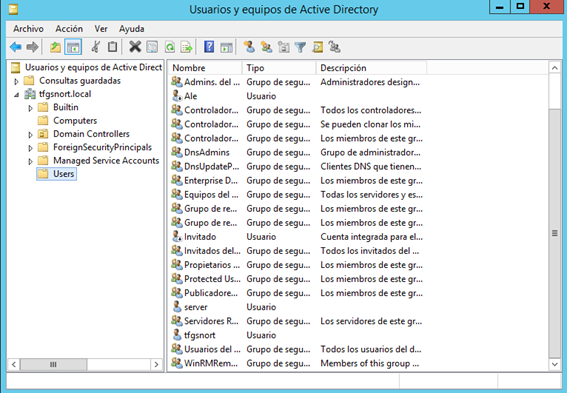 Usuarios y equipos de Active Directory
Archivo Acción Ver Ayuda
Usuarios y equipos de Active Direct
Consultas guardadas
tfgsnort.local
Builtin
Computers
Domain Controllers
ForeignSecurityPrincipals
Managed Service Accounts
Users
Nombre Tipo Descripción
Admins. del ... Grupo de segu... Administradores design...
Ale Usuario
Controlador... Grupo de segu... Todos los controladores...
Controlador... Grupo de segu... Se pueden clonar los mi...
Controlador... Grupo de segu... Los miembros de este gr...
DnsAdmins Grupo de segu... Grupo de administrador...
DnsUpdateP... Grupo de segu... Clientes DNS que tienen...
Enterprise D... Grupo de segu... Los miembros de este gr...
Equipos del ... Grupo de segu... Todas los servidores y es...
Grupo de re... Grupo de segu... Los miembros de este gr...
Grupo de re... Grupo de segu... Los miembros de este gr...
Invitado Usuario Cuenta integrada para el...
Invitados del... Grupo de segu... Todos los invitados del ...
Propietarios ... Grupo de segu... Los miembros de este gr...
Protected Us... Grupo de segu... Los miembros de este gr...
Publicadore... Grupo de segu... Los miembros de este gr...
server Usuario
Servidores R... Grupo de segu... Los servidores de este gr...
tfgsnort Usuario
Usuarios del ... Grupo de segu... Todos los usuarios del d...
WinRMRem... Grupo de segu... Members of this group ...